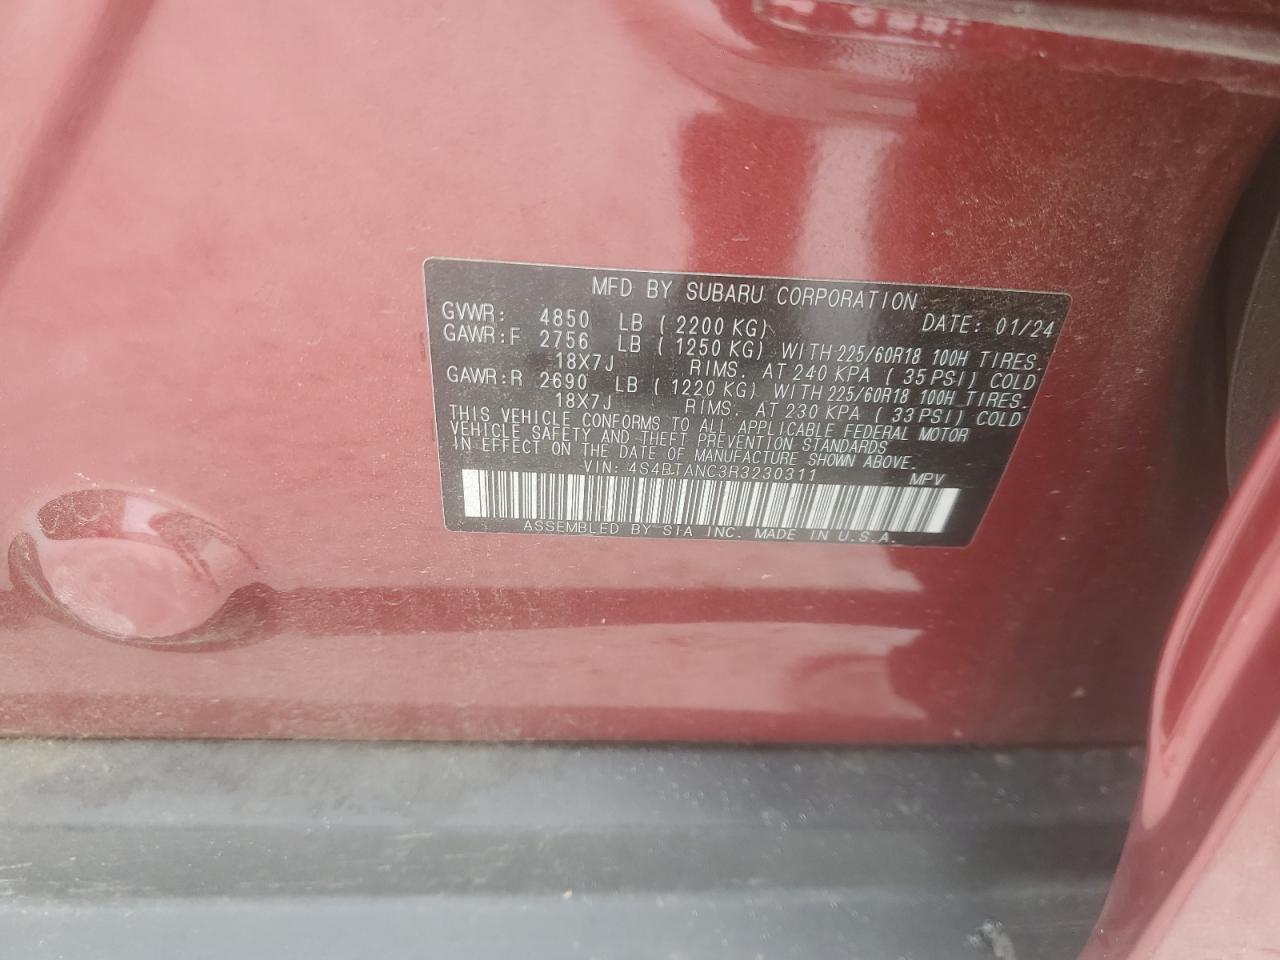 MFD BY SUBARU CORPORATION
GVWR: 4850 LB ( 2200 KG) DATE: 01/24
GAWR:F 2756 LB ( 1250 KG) WITH 225/60R18 100H TIRES.
18X7J RIMS. AT 240 KPA ( 35 PSI) COLD
GAWR:R 2690 LB ( 1220 KG) WITH 225/60R18 100H TIRES.
18X7J RIMS. AT 230 KPA ( 33 PSI) COLD
THIS VEHICLE CONFORMS TO ALL APPLICABLE FEDERAL MOTOR
VEHICLE SAFETY AND THEFT PREVENTION STANDARDS
IN EFFECT ON THE DATE OF MANUFACTURE SHOWN ABOVE.
VIN: 4S4BTANC3R3230311 MPV
ASSEMBLED BY SIA INC. MADE IN U.S.A.